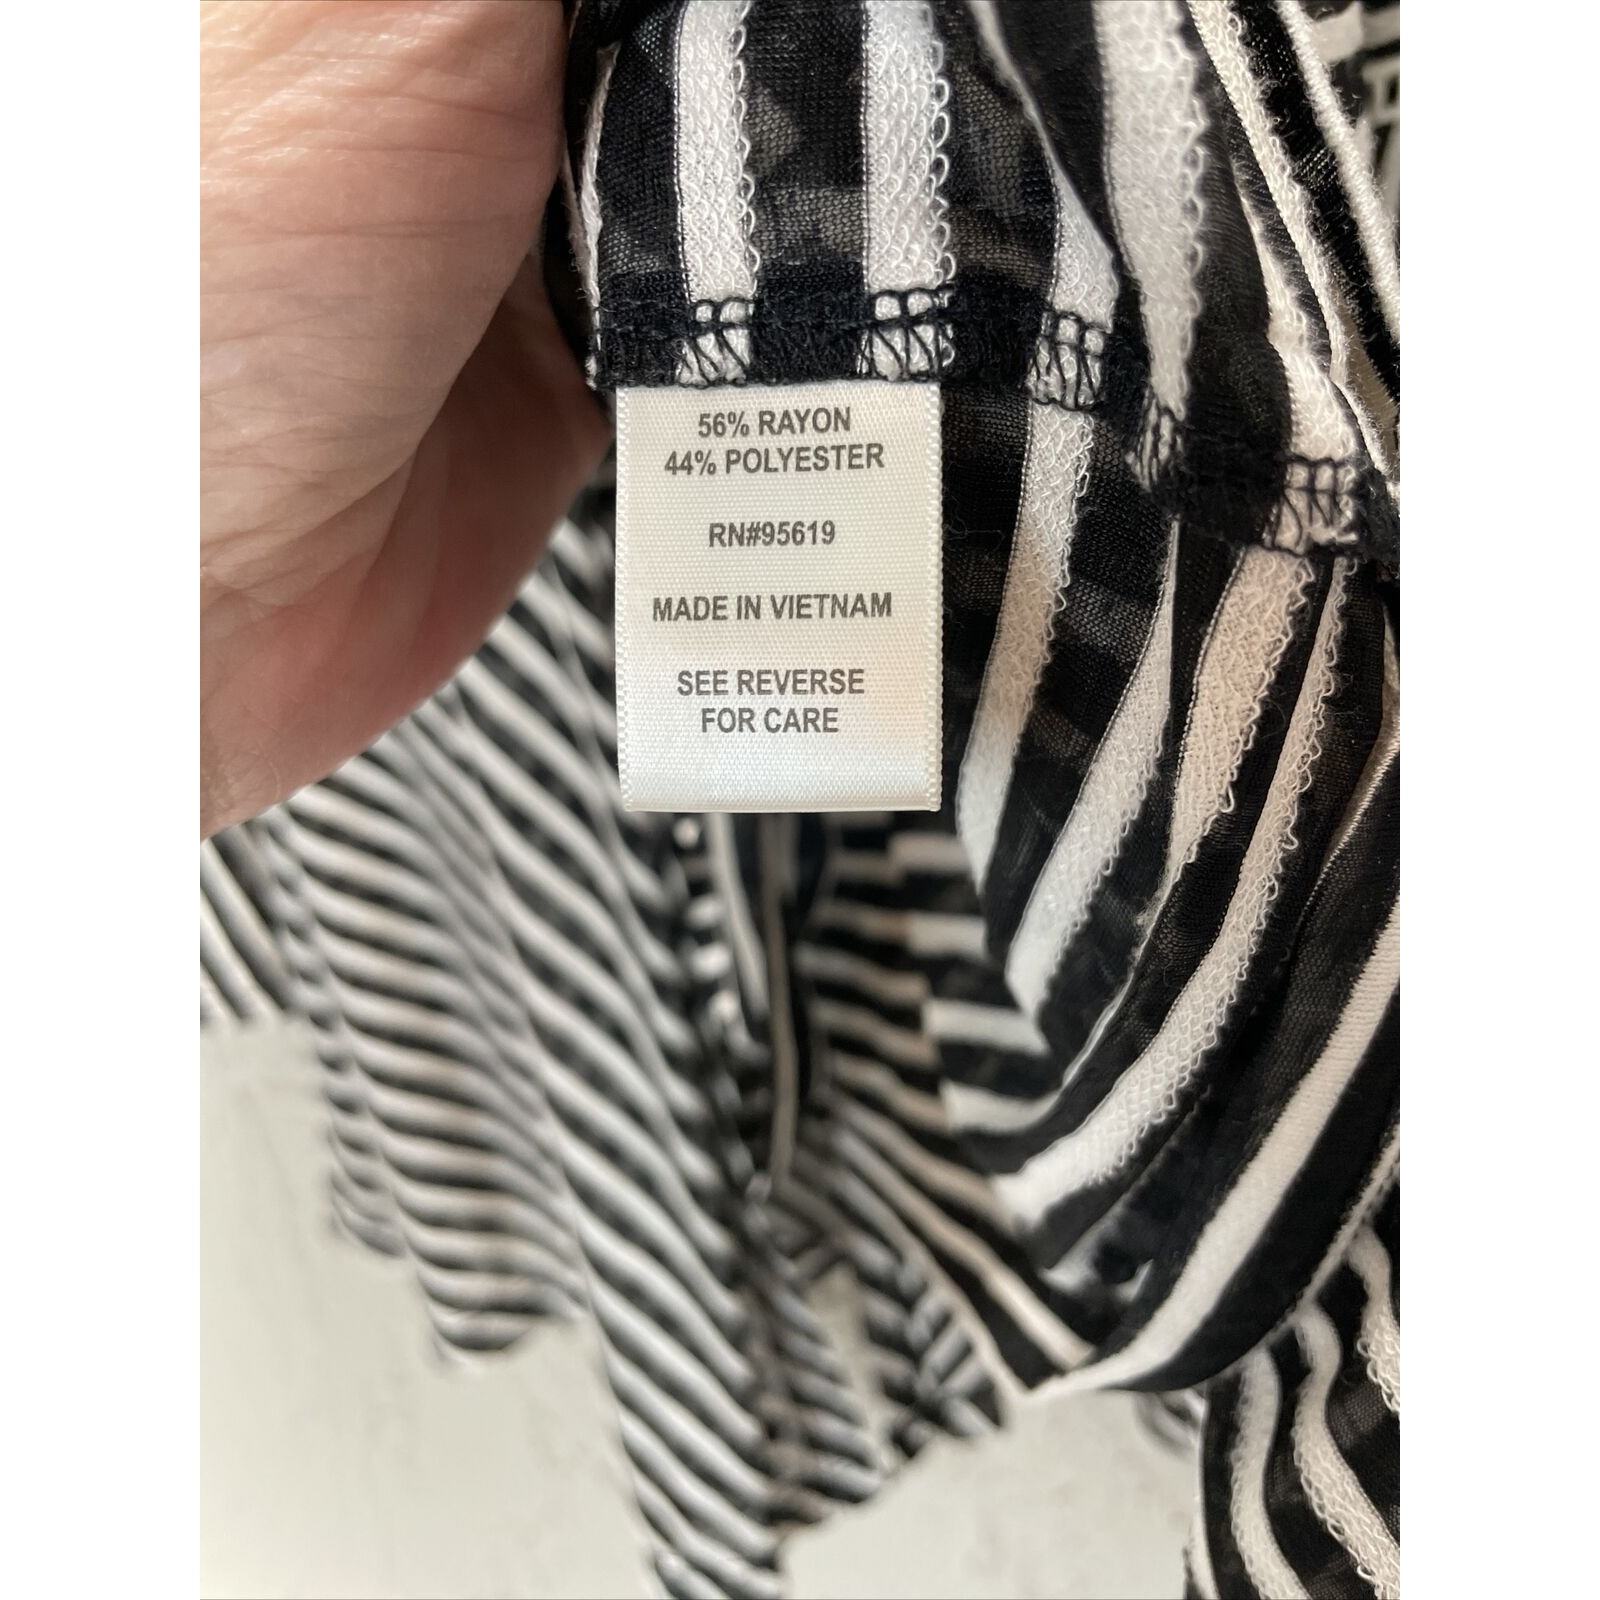 56% RAYON
44% POLYESTER
RN#95619
MADE IN VIETNAM
SEE REVERSE
FOR CARE